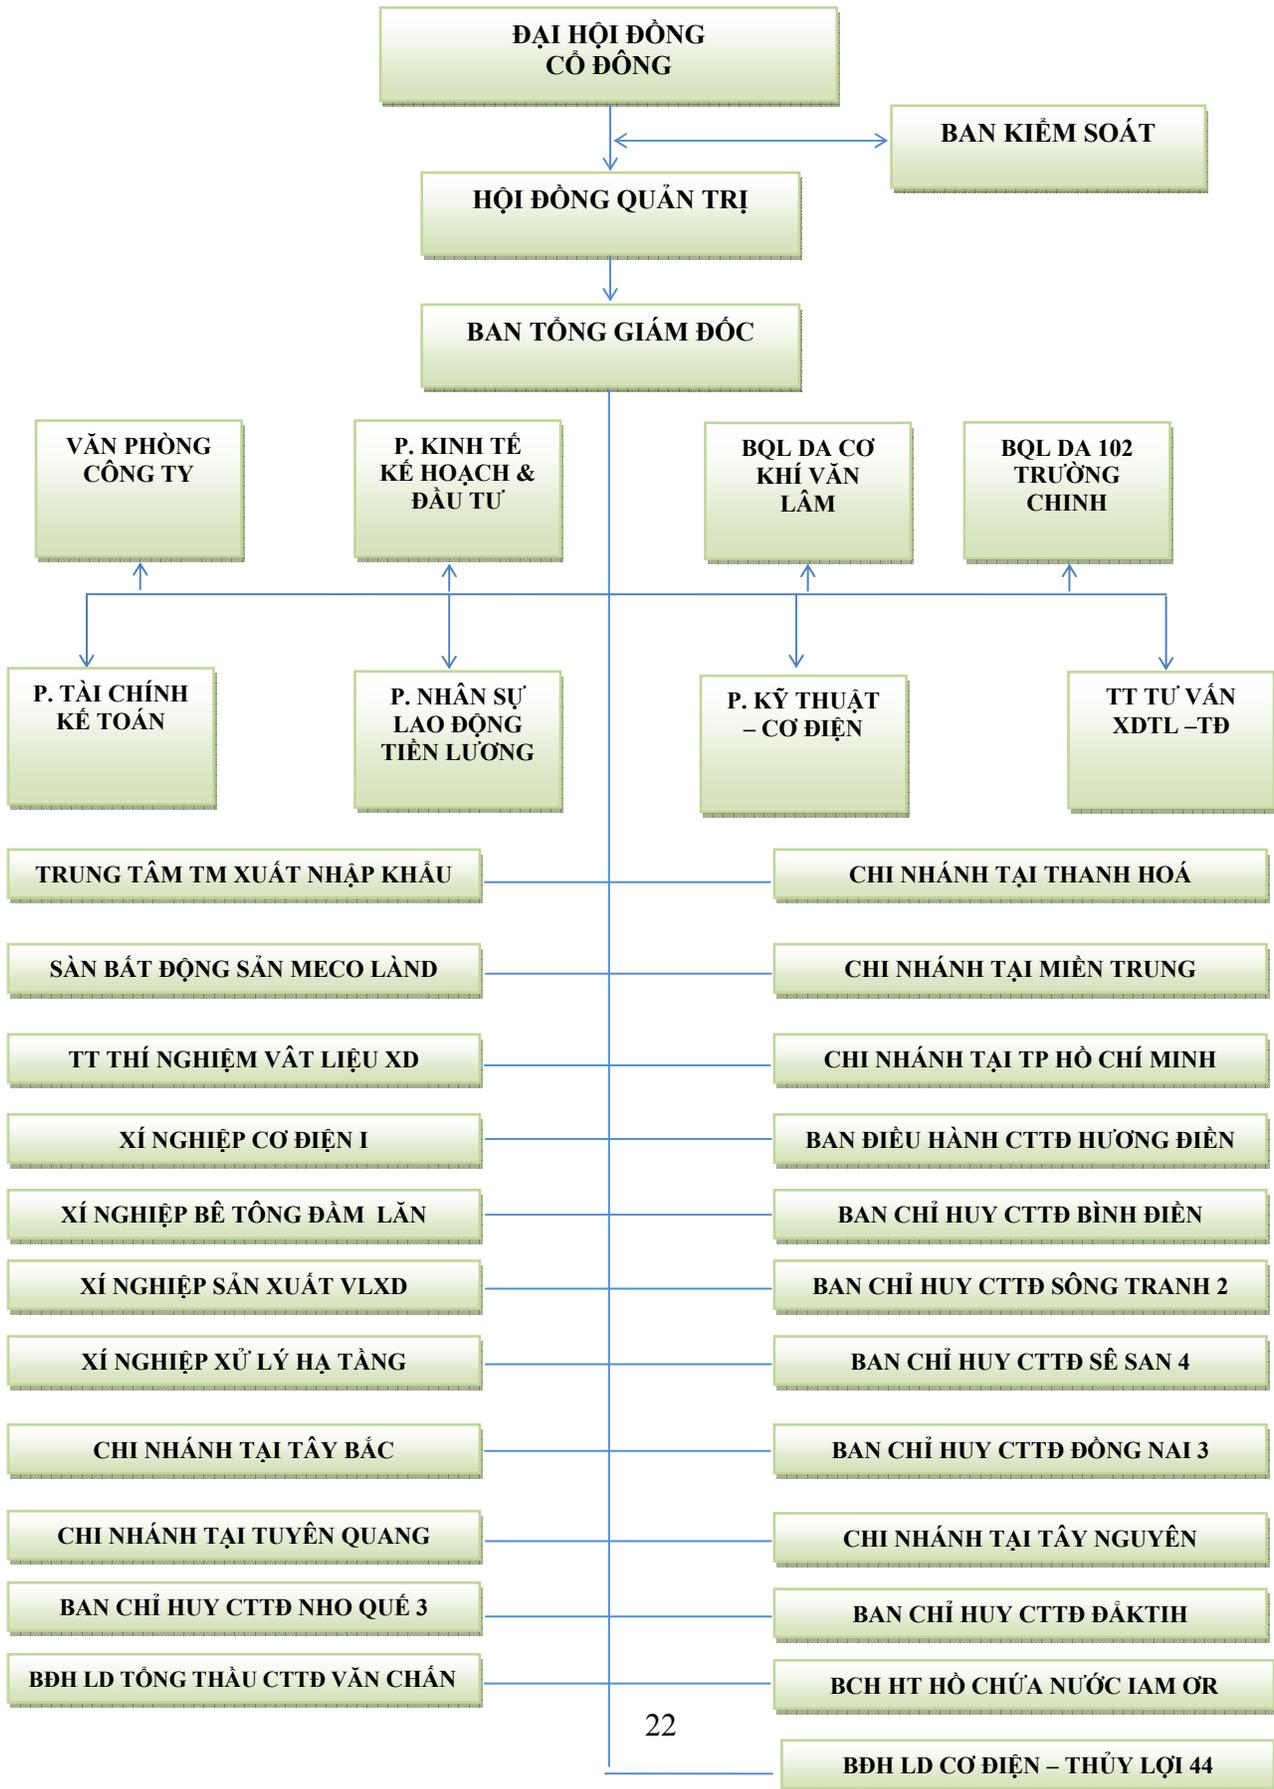 ĐẠI HỘI ĐỒNG
CỔ ĐÔNG
BAN KIỂM SOÁT
HỘI ĐỒNG QUẢN TRỊ
BAN TỔNG GIÁM ĐỐC
VĂN PHÒNG
CÔNG TY
P. KINH TẾ
KẾ HOẠCH &
ĐẦU TƯ
BQL DA CƠ
KHÍ VĂN
LÂM
BQL DA 102
TRƯỜNG
CHINH
P. TÀI CHÍNH
KẾ TOÁN
P. NHÂN SỰ
LAO ĐỘNG
TIỀN LƯƠNG
P. KỸ THUẬT
– CƠ ĐIỆN
TT TƯ VẤN
XDTL –TĐ
TRUNG TÂM TM XUẤT NHẬP KHẨU
CHI NHÁNH TẠI THANH HOÁ
SÀN BẤT ĐỘNG SẢN MECO LÀND
CHI NHÁNH TẠI MIỀN TRUNG
TT THÍ NGHIỆM VÂT LIỆU XD
CHI NHÁNH TẠI TP HỒ CHÍ MINH
XÍ NGHIỆP CƠ ĐIỆN I
BAN ĐIỀU HÀNH CTTĐ HƯƠNG ĐIỀN
XÍ NGHIỆP BÊ TÔNG ĐẦM LĂN
BAN CHỈ HUY CTTĐ BÌNH ĐIỀN
XÍ NGHIỆP SẢN XUẤT VLXD
BAN CHỈ HUY CTTĐ SÔNG TRANH 2
XÍ NGHIỆP XỬ LÝ HẠ TẦNG
BAN CHỈ HUY CTTĐ SÊ SAN 4
CHI NHÁNH TẠI TÂY BẮC
BAN CHỈ HUY CTTĐ ĐỒNG NAI 3
CHI NHÁNH TẠI TUYÊN QUANG
CHI NHÁNH TẠI TÂY NGUYÊN
BAN CHỈ HUY CTTĐ NHO QUẾ 3
BAN CHỈ HUY CTTĐ ĐẮKTIH
BĐH LD TỔNG THẦU CTTĐ VĂN CHẤN
BCH HT HỒ CHỨA NƯỚC IAM ƠR
22
BĐH LD CƠ ĐIỆN – THỦY LỢI 44